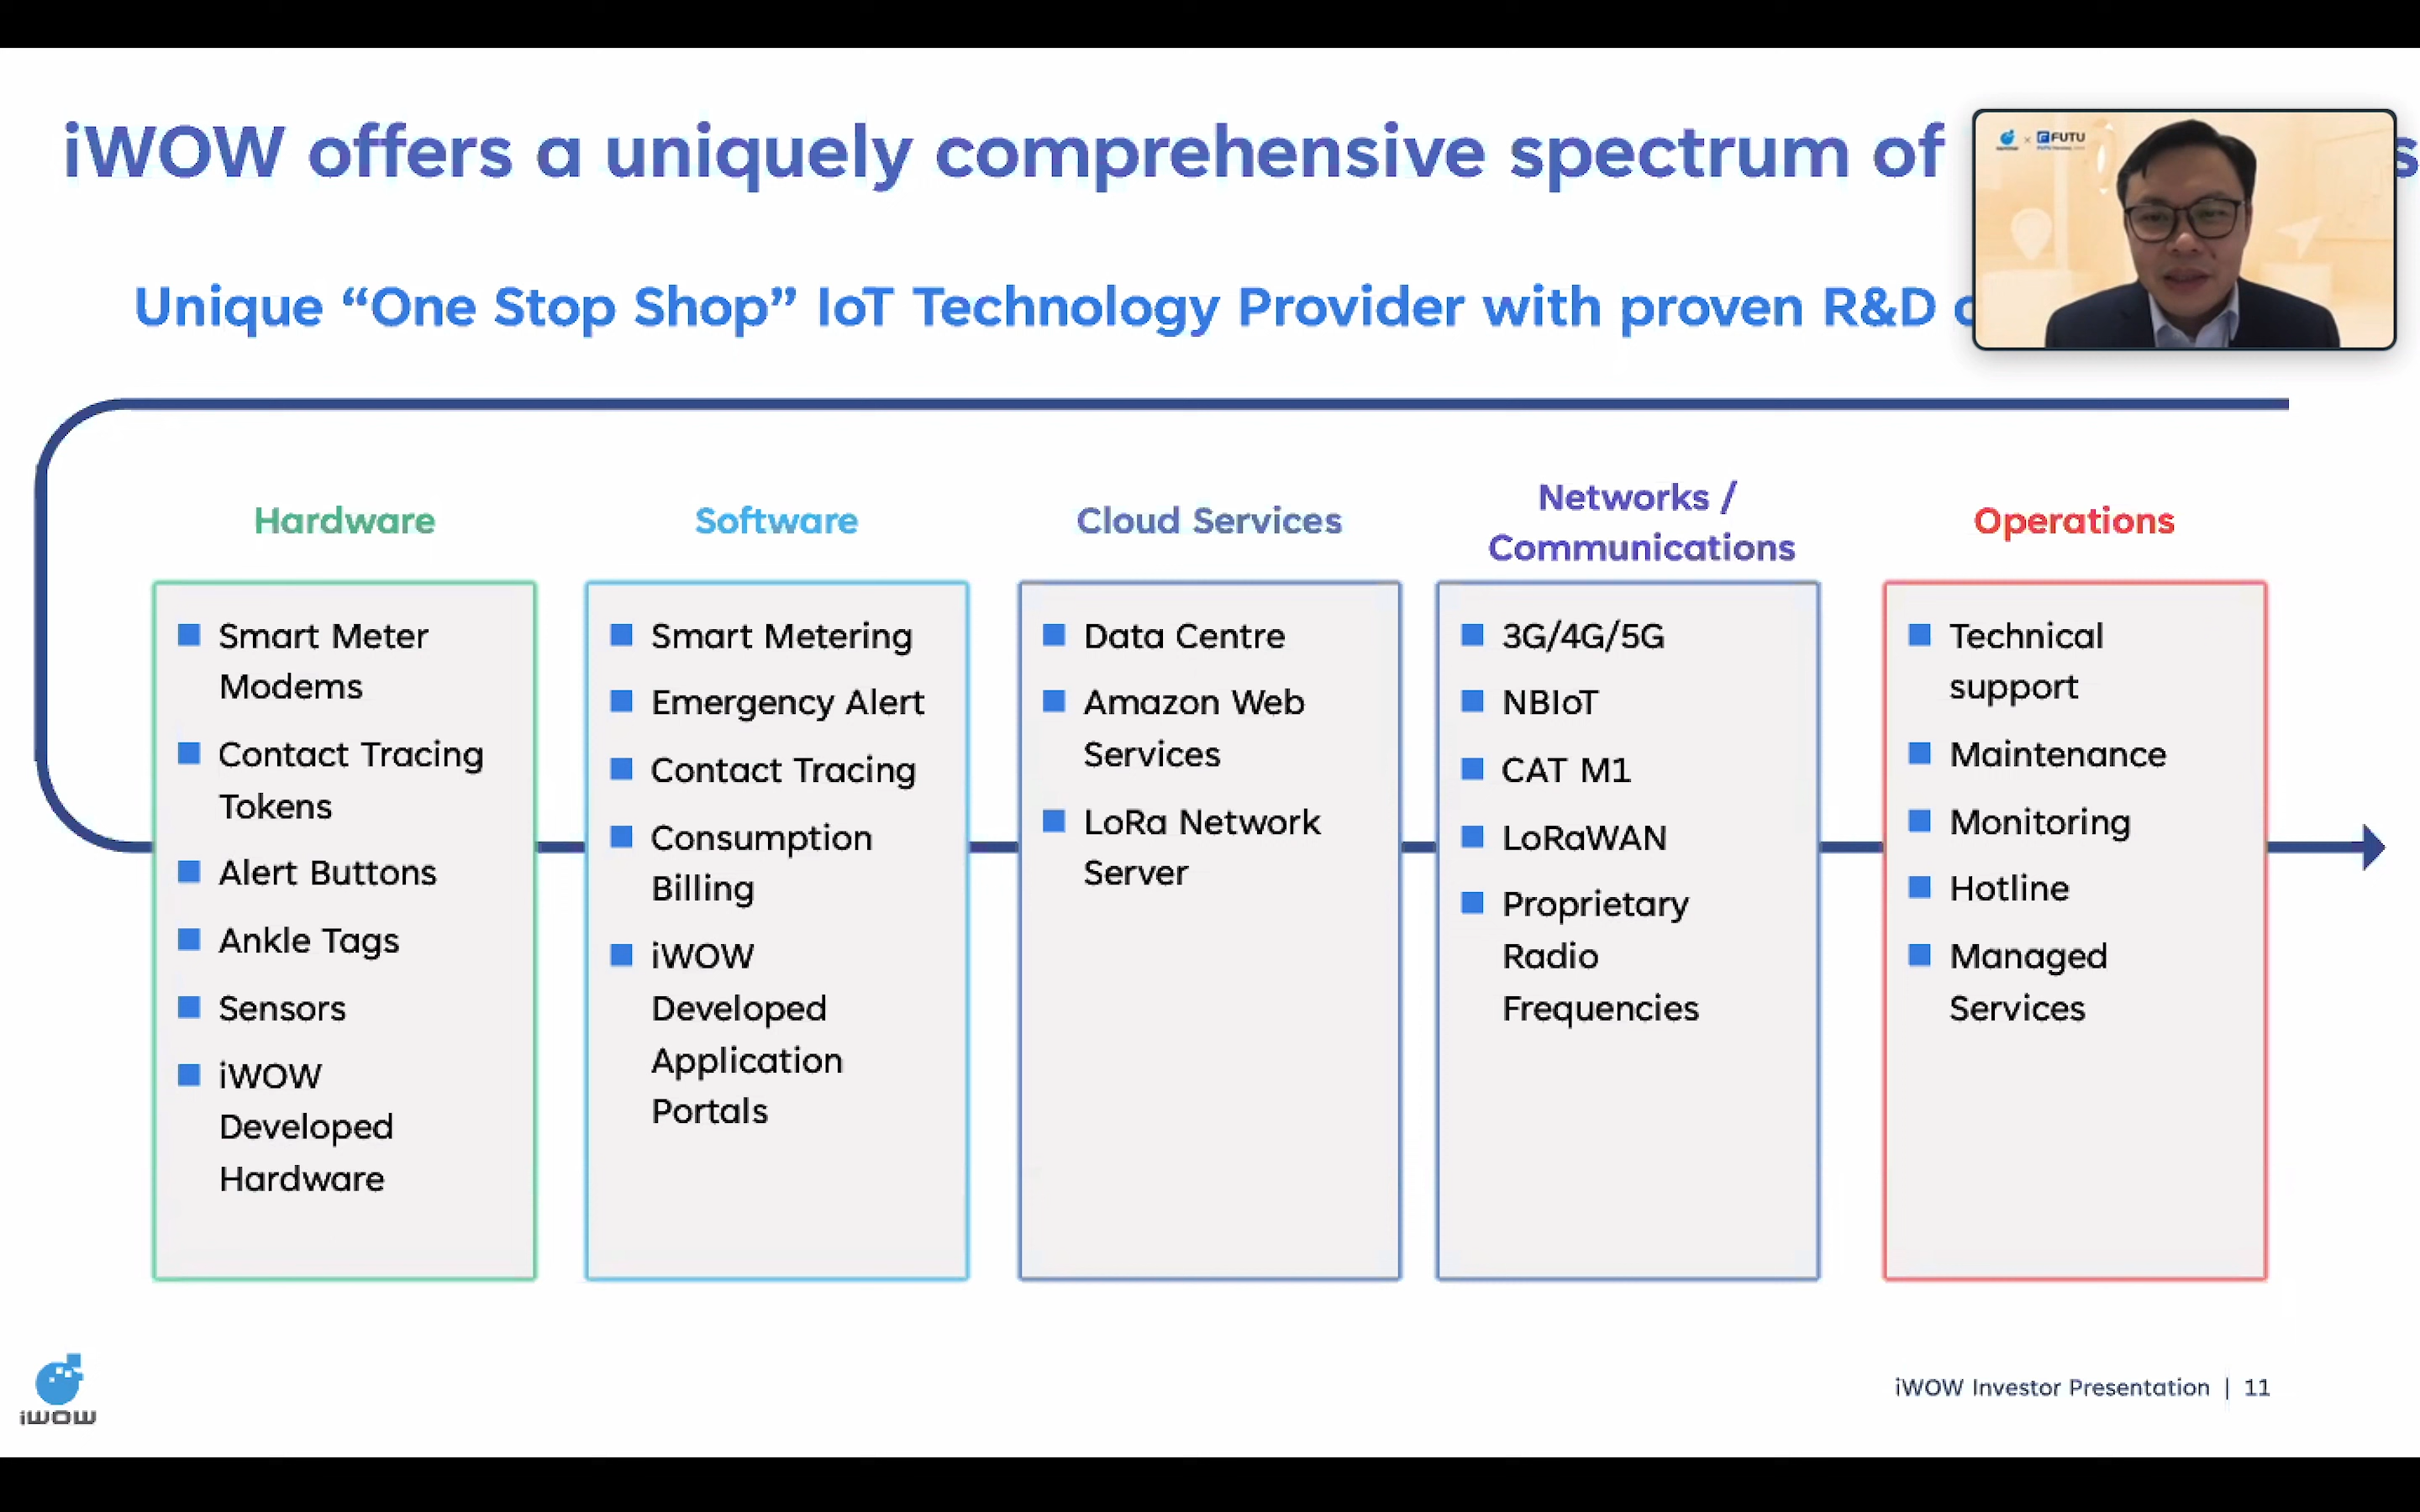 iWOW offers a uniquely comprehensive spectrum of
Unique “One Stop Shop” IoT Technology Provider with proven R&D
FUTU
Hardware
Smart Meter
Modems
Contact Tracing
Tokens
Alert Buttons
Ankle Tags
Sensors
iWOW
Developed
Hardware
Software
Smart Metering
Emergency Alert
Contact Tracing
Consumption
Billing
iWOW
Developed
Application
Portals
Cloud Services
Data Centre
Amazon Web
Services
LoRa Network
Server
Networks /
Communications
3G/4G/5G
NBIoT
CAT M1
LoRaWAN
Proprietary
Radio
Frequencies
Operations
Technical
support
Maintenance
Monitoring
Hotline
Managed
Services
iWOW
iWOW Investor Presentation | 11